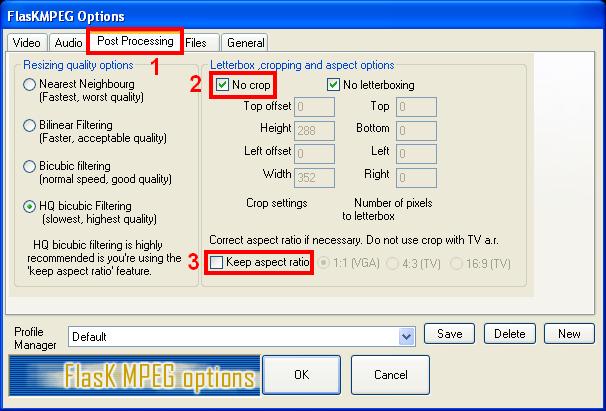 FlasKMPEG Options
Video Audio Post Processing Files General
1
Resizing quality options
Nearest Neighbourg
(Fastest, worst quality)
Bilinear Filtering
(Faster, acceptable quality)
Bicubic filtering
(normal speed, good quality)
HQ bicubic Filtering
(slowest, highest quality)
HQ bicubic filtering is highly
recommended is you're using the
'keep aspect ratio' feature.
Letterbox ,cropping and aspect options
2 No crop No letterboxing
Top offset 0 Top 0
Height 288 Bottom 0
Left offset 0 Left 0
Width 352 Right 0
Crop settings Number of pixels
to letterbox
Correct aspect ratio if necessary. Do not use crop with TV a.r.
3 Keep aspect ratio 1:1 (VGA) 4:3 (TV) 16:9 (TV)
Profile
Manager
Default Save Delete New
FlasK MPEG options OK Cancel